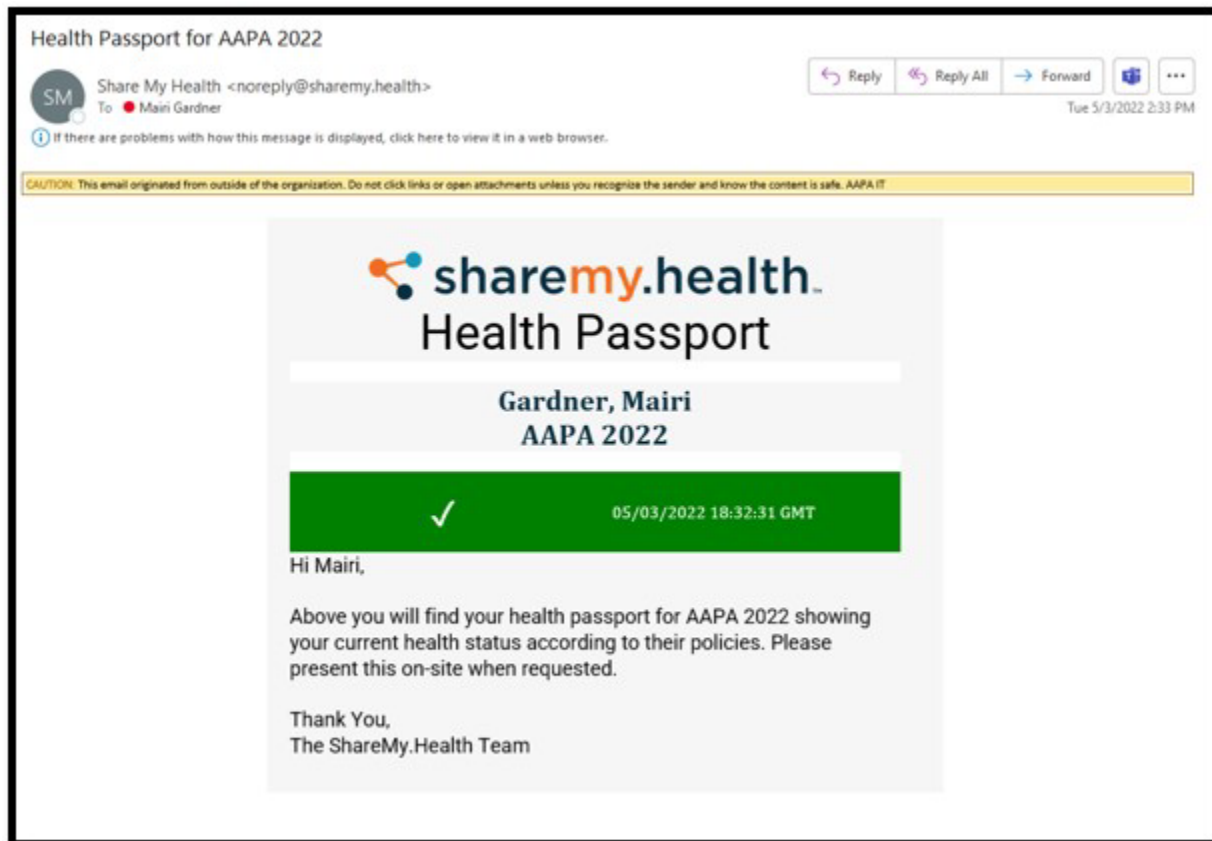 Health Passport for AAPA 2022
SM
Share My Health <noreply@sharemy.health>
To Mairi Gardner
Reply
Reply All
Forward
Tue 5/3/2022 2:33 PM
If there are problems with how this message is displayed, click here to view it in a web browser.
CAUTION: This email originated from outside of the organization. Do not click links or open attachments unless you recognize the sender and know the content is safe. AAPA IT
sharemy.health™
Health Passport
Gardner, Mairi
AAPA 2022
✓ 05/03/2022 18:32:31 GMT
Hi Mairi,
Above you will find your health passport for AAPA 2022 showing
your current health status according to their policies. Please
present this on-site when requested.
Thank You,
The ShareMy.Health Team